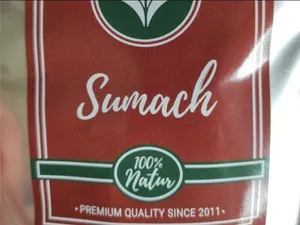 Sumach
100%
Natur
• PREMIUM QUALITY SINCE 2011 •